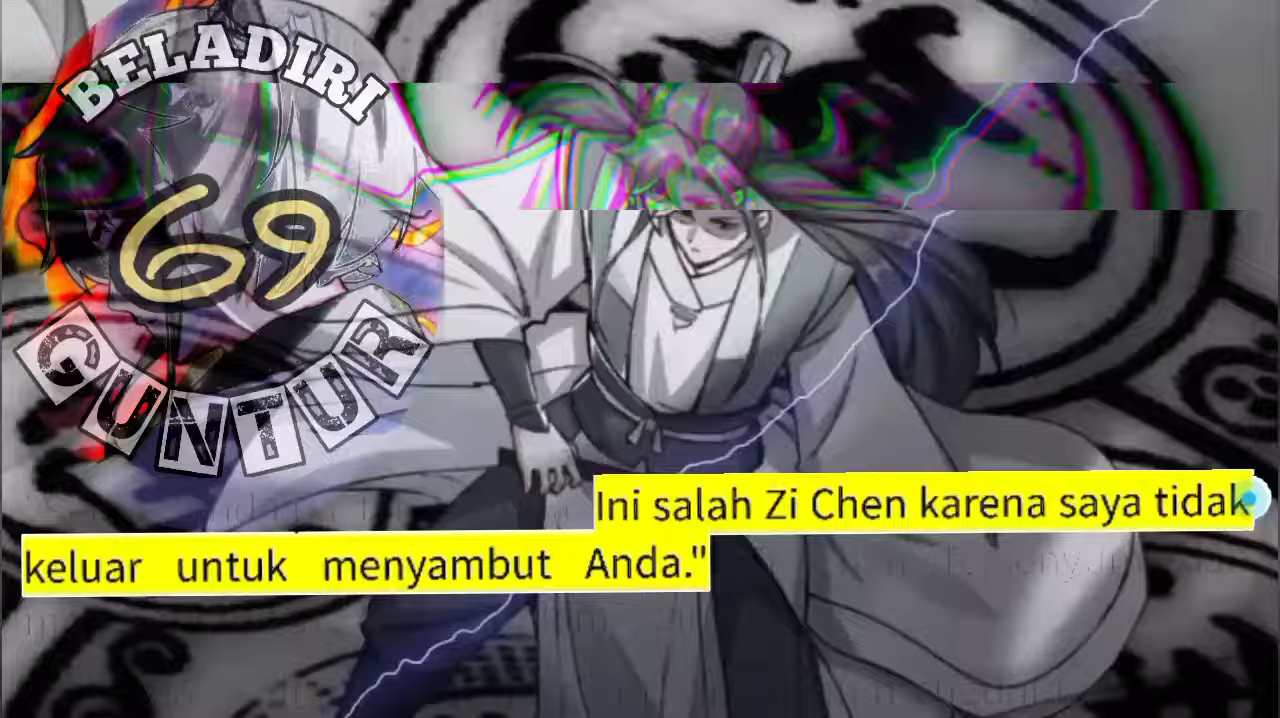 BELADIRI
69
GUNTUR
Ini salah Zi Chen karena saya tidak
keluar untuk menyambut Anda."